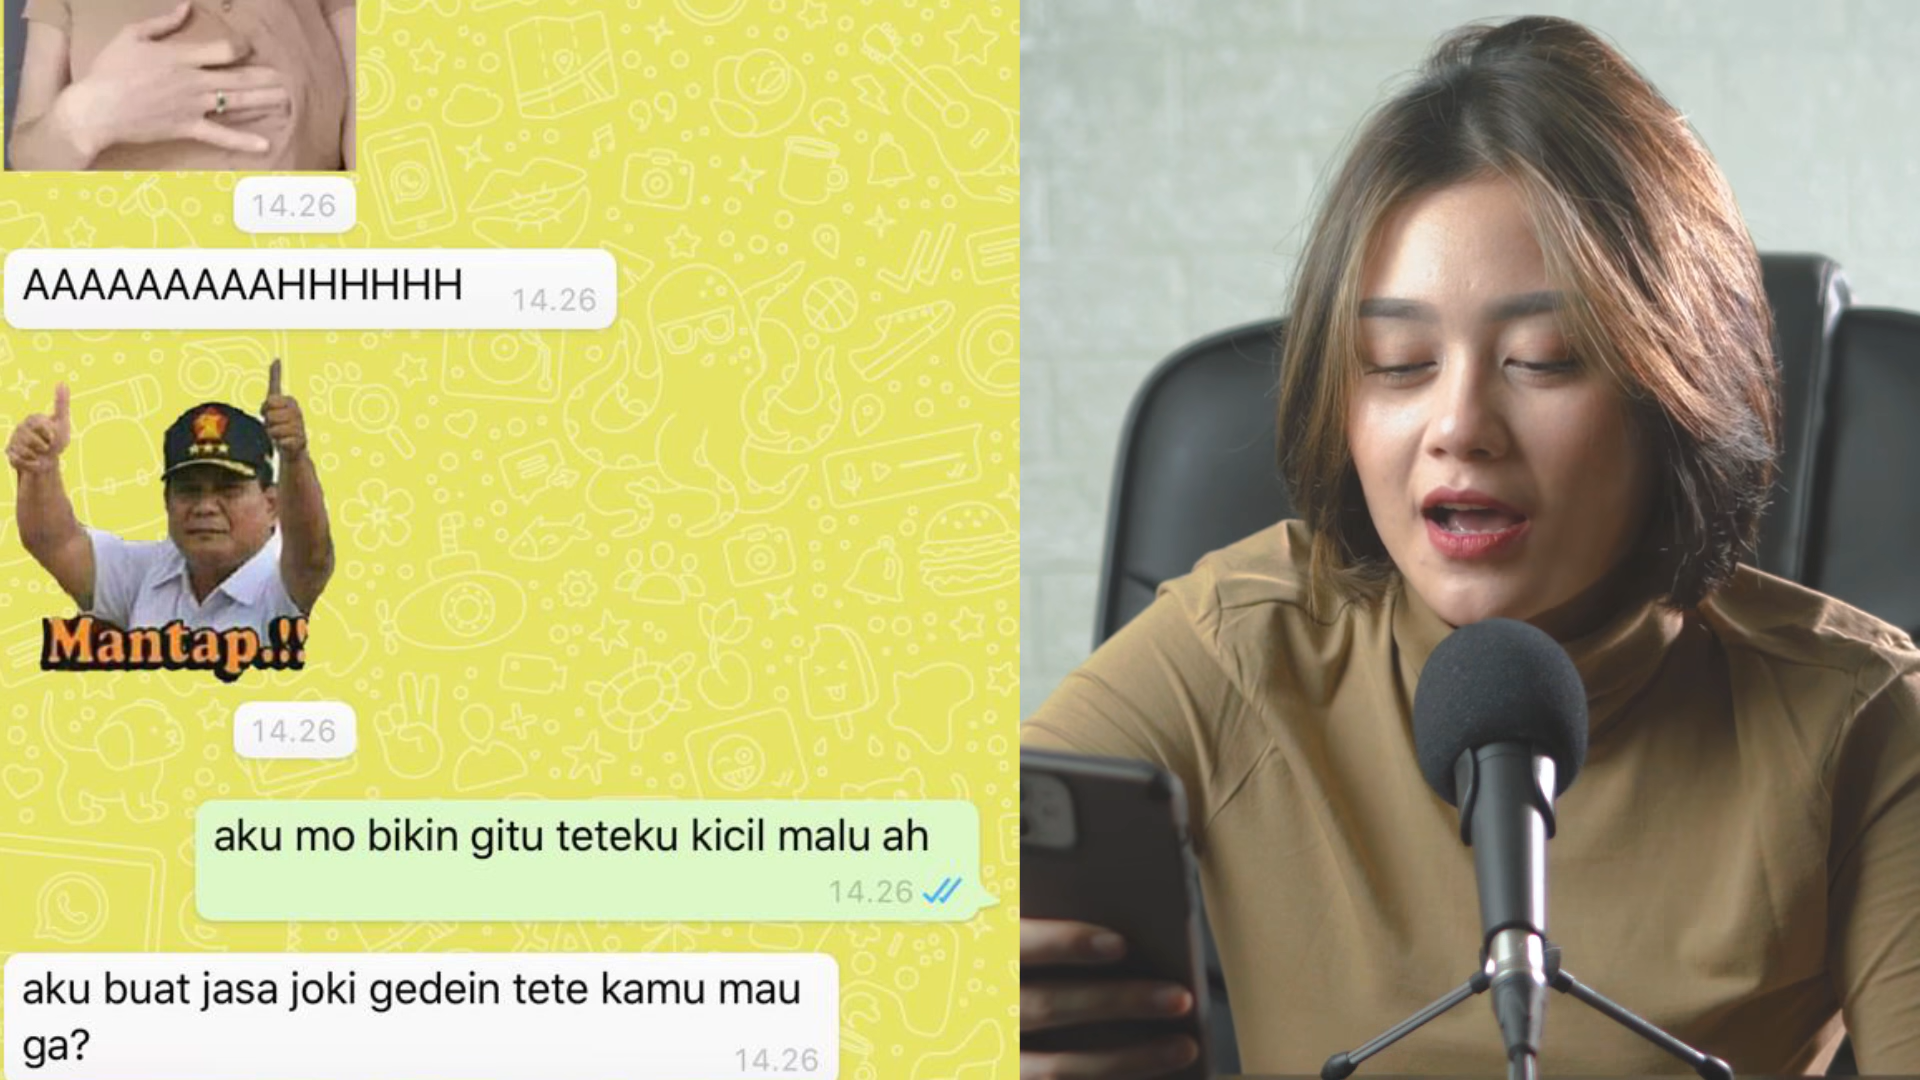 14.26
AAAAAAAAAHHHHHH
14.26
Mantap.!!
14.26
aku mo bikin gitu teteku kicil malu ah
14.26
aku buat jasa joki gedein tete kamu mau
ga?
14.26